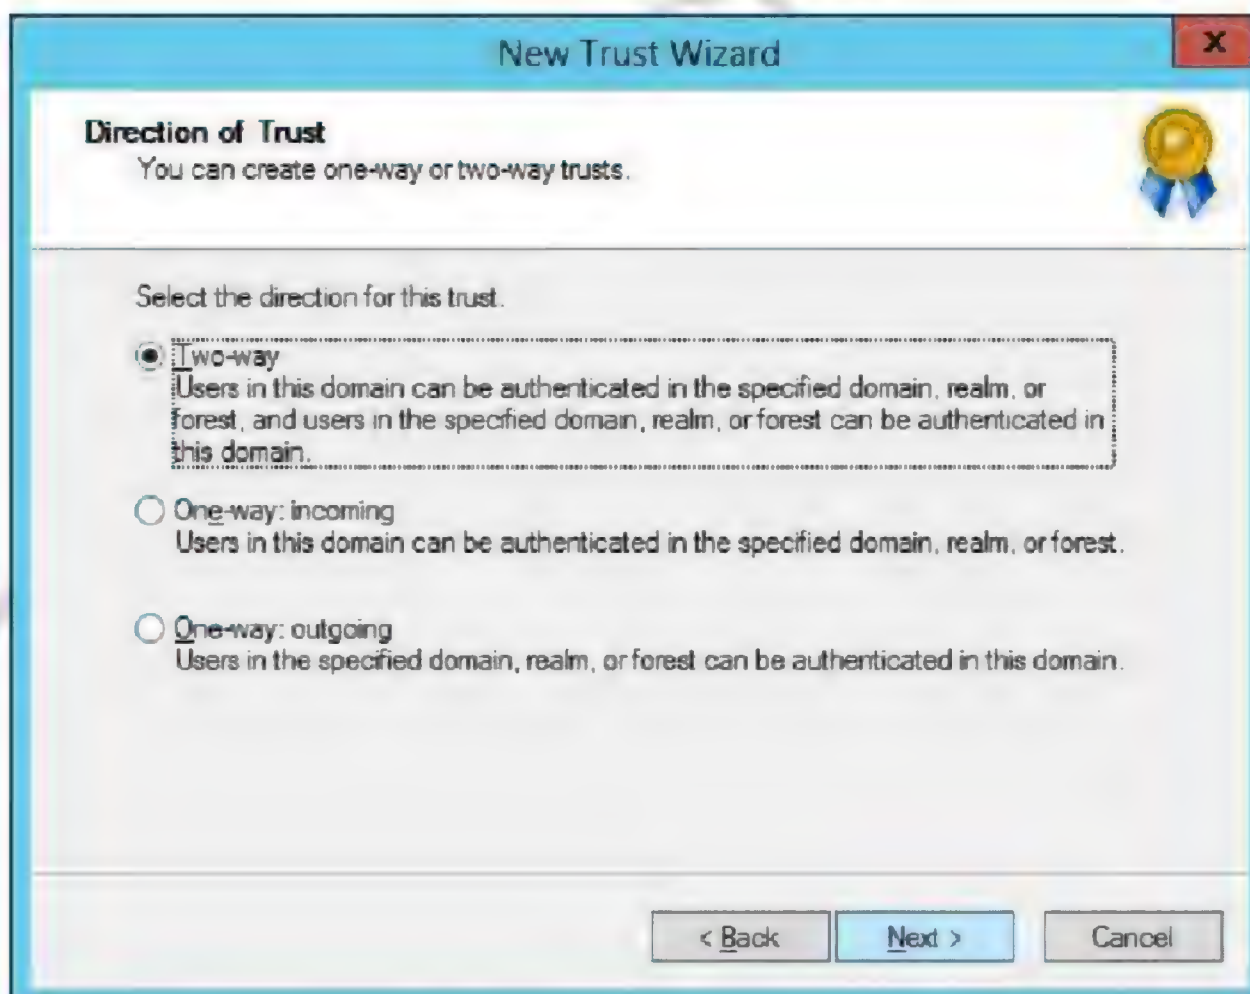 New Trust Wizard
x
Direction of Trust
You can create one-way or two-way trusts.
Select the direction for this trust.
Two-way
Users in this domain can be authenticated in the specified domain, realm, or
forest, and users in the specified domain, realm, or forest can be authenticated in
this domain.
One-way: incoming
Users in this domain can be authenticated in the specified domain, realm, or forest.
One-way: outgoing
Users in the specified domain, realm, or forest can be authenticated in this domain.
< Back
Next >
Cancel